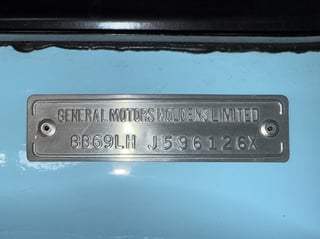 GENERAL MOTORS HOLDENS LIMITED
8B69LH J596126X